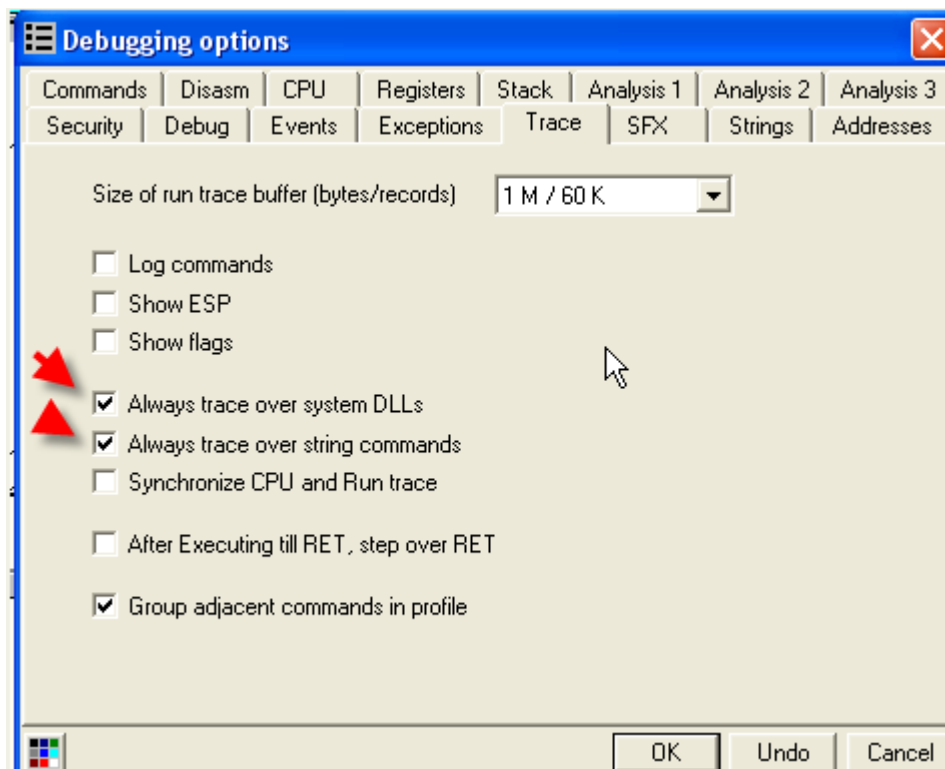 Debugging options
Commands Disasm CPU Registers Stack Analysis 1 Analysis 2 Analysis 3
Security Debug Events Exceptions Trace SFX Strings Addresses
Size of run trace buffer (bytes/records) 1 M / 60 K
Log commands
Show ESP
Show flags
Always trace over system DLLs
Always trace over string commands
Synchronize CPU and Run trace
After Executing till RET, step over RET
Group adjacent commands in profile
OK Undo Cancel